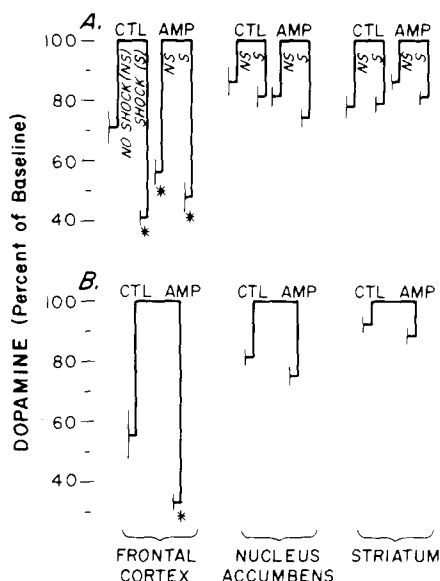 A.
CTL AMP
CTL AMP
CTL AMP
100
80
60
40
NO SHOCK (NS)
SHOCK (S)
NS
S
NS
S
NS
S
NS
S
NS
S
*
*
*
B.
CTL AMP
CTL AMP
CTL AMP
100
80
60
40
*
DOPAMINE (Percent of Baseline)
FRONTAL
CORTEX
NUCLEUS
ACCUMBENS
STRIATUM